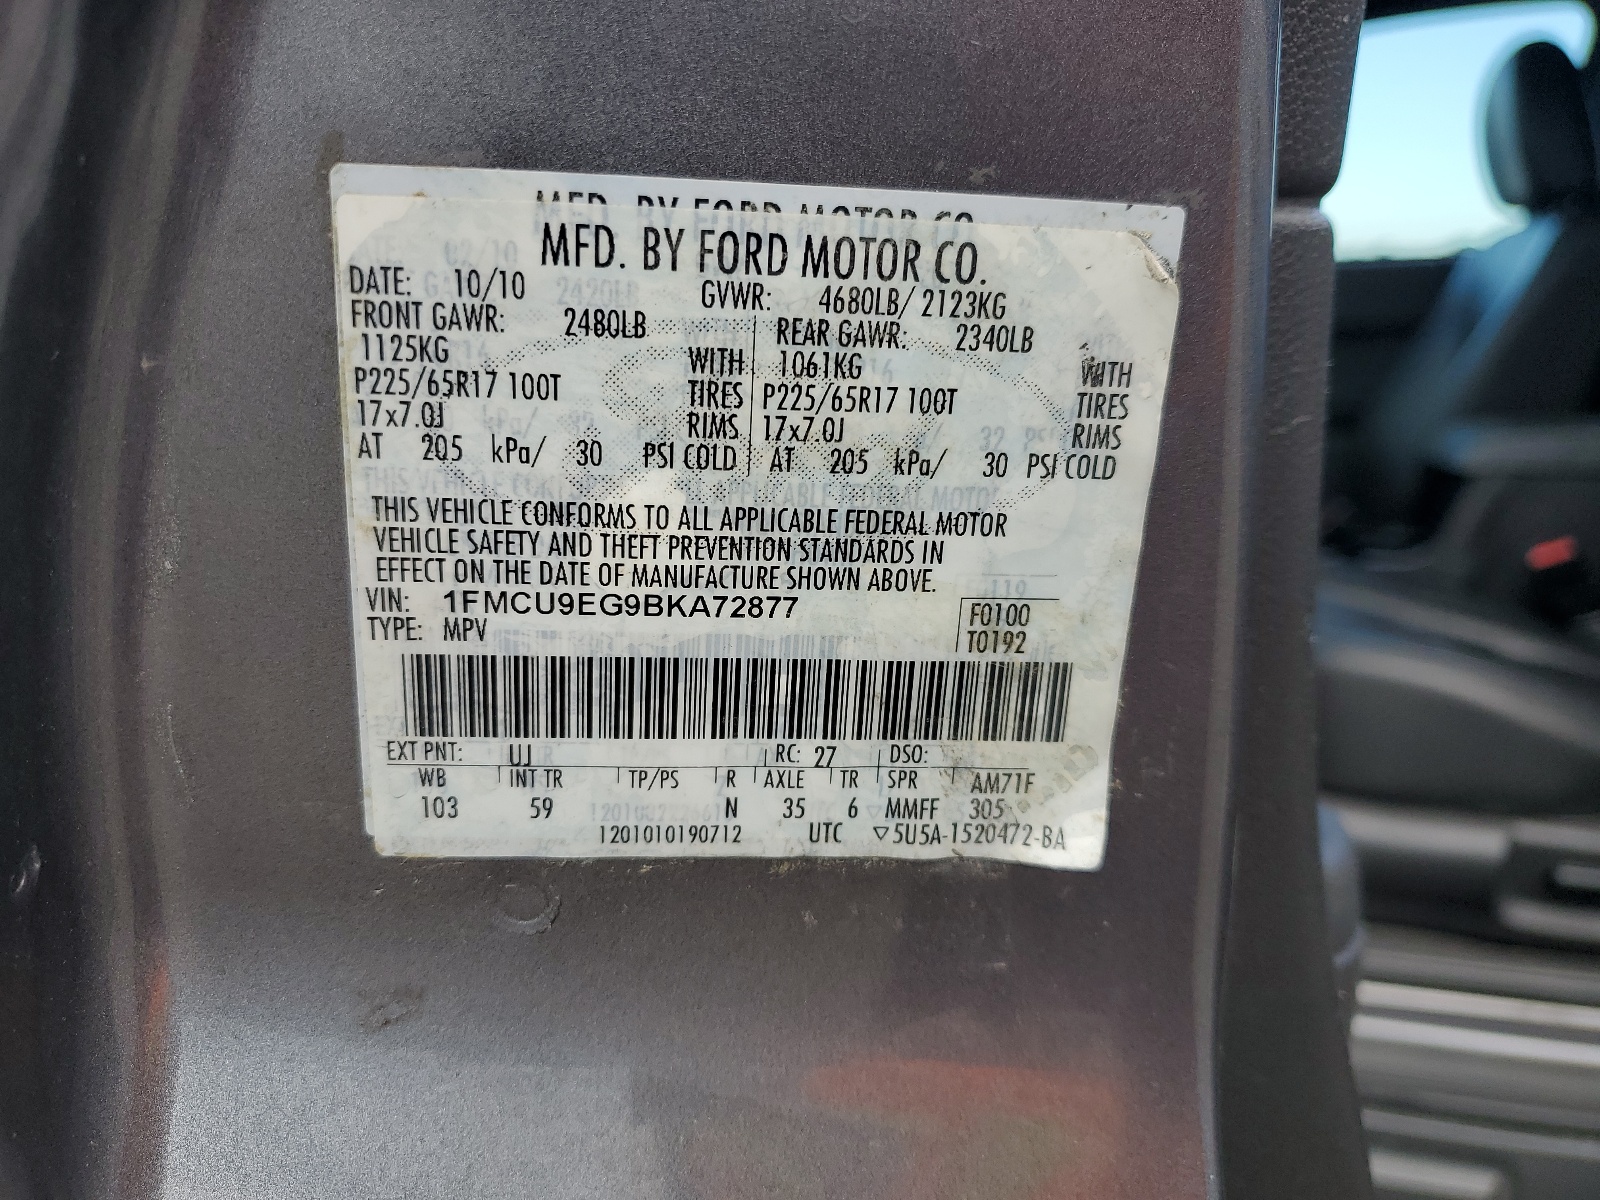 MFD. BY FORD MOTOR CO.
MFD. BY FORD MOTOR CO.
DATE: 10/10 GVWR: 4680LB/ 2123KG
FRONT GAWR: 2480LB REAR GAWR: 2340LB
1125KG WITH 1061KG WITH
P225/65R17 100T TIRES P225/65R17 100T TIRES
17x7.0J RIMS 17x7.0J RIMS
AT 205 kPa/ 30 PSI COLD AT 205 kPa/ 30 PSI COLD
THIS VEHICLE CONFORMS TO ALL APPLICABLE FEDERAL MOTOR
VEHICLE SAFETY AND THEFT PREVENTION STANDARDS IN
EFFECT ON THE DATE OF MANUFACTURE SHOWN ABOVE.
VIN: 1FMCU9EG9BKA72877 F0100
TYPE: MPV T0192
EXT PNT: UJ RC: 27 DSO:
WB INT TR TP/PS R AXLE TR SPR AM71F
103 59 N 35 6 MMFF 305
1201010190712 UTC ▽5U5A-1520472-BA